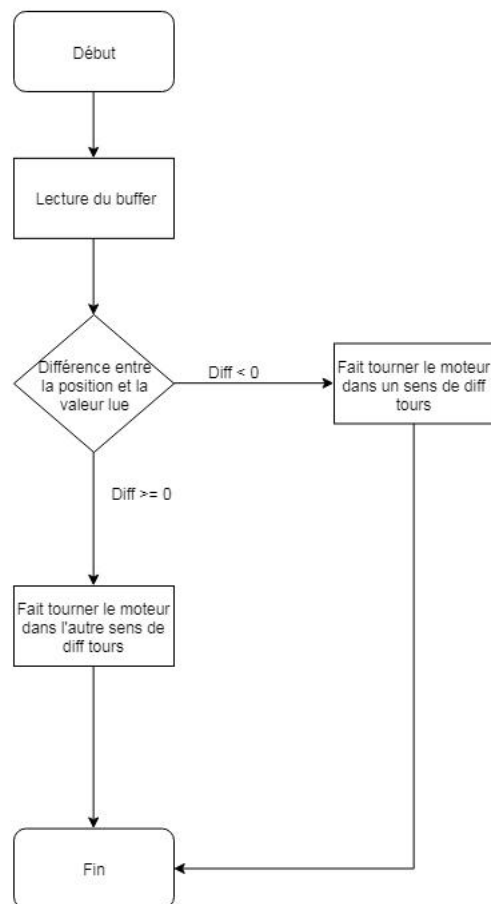 Début
Lecture du buffer
Différence entre
la position et la
valeur lue
Diff < 0
Fait tourner le moteur
dans un sens de diff
tours
Diff >= 0
Fait tourner le moteur
dans l'autre sens de
diff tours
Fin